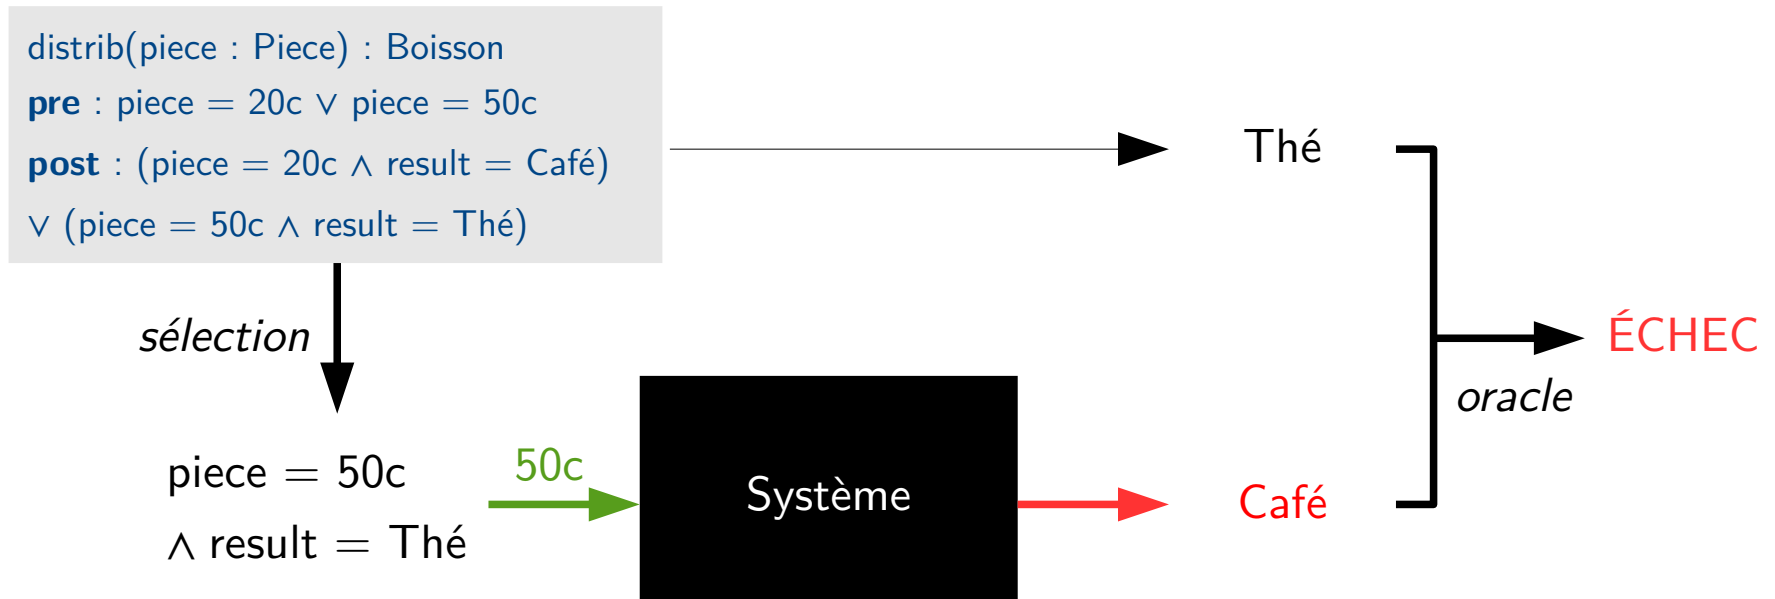 distrib(piece : Piece) : Boisson
pre : piece = 20c ∨ piece = 50c
post : (piece = 20c ∧ result = Café)
∨ (piece = 50c ∧ result = Thé)
Thé
sélection
ÉCHEC
oracle
piece = 50c
∧ result = Thé
50c
Système
Café